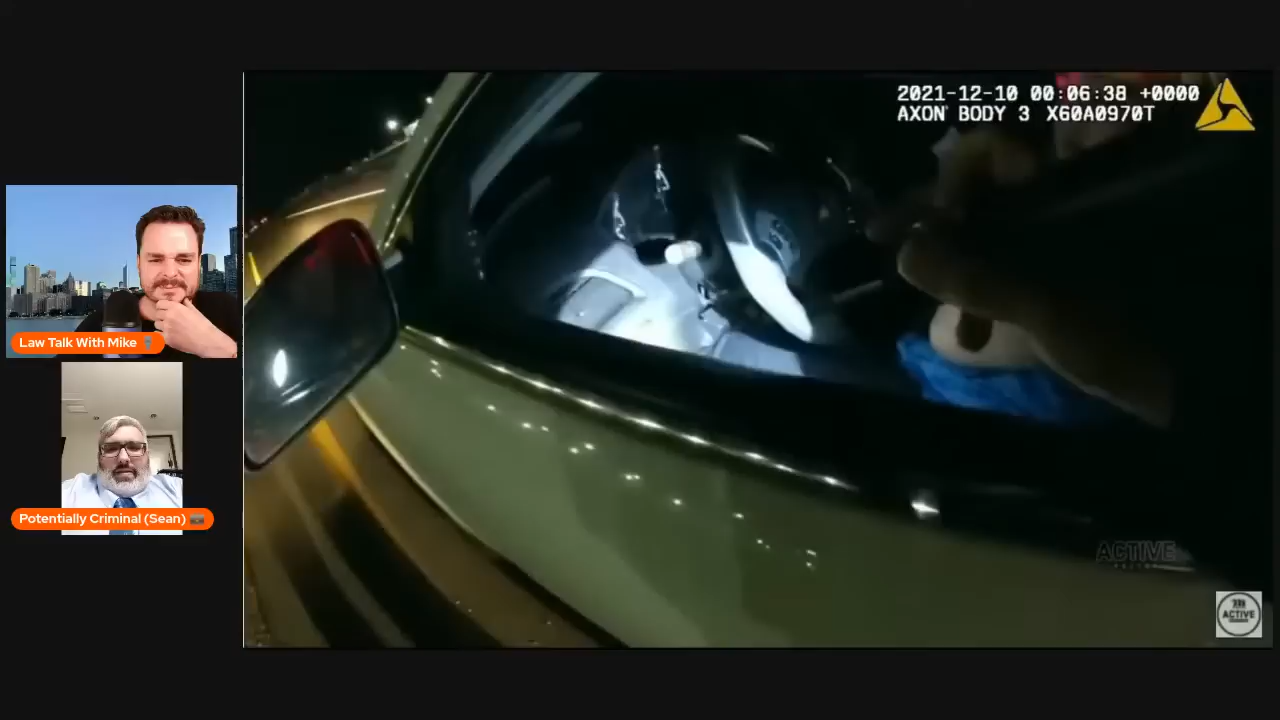 2021-12-10 00:06:38 +0000
AXON BODY 3 X60A0970T
Law Talk With Mike
Potentially Criminal (Sean)
ACTIVE
ACTIVE